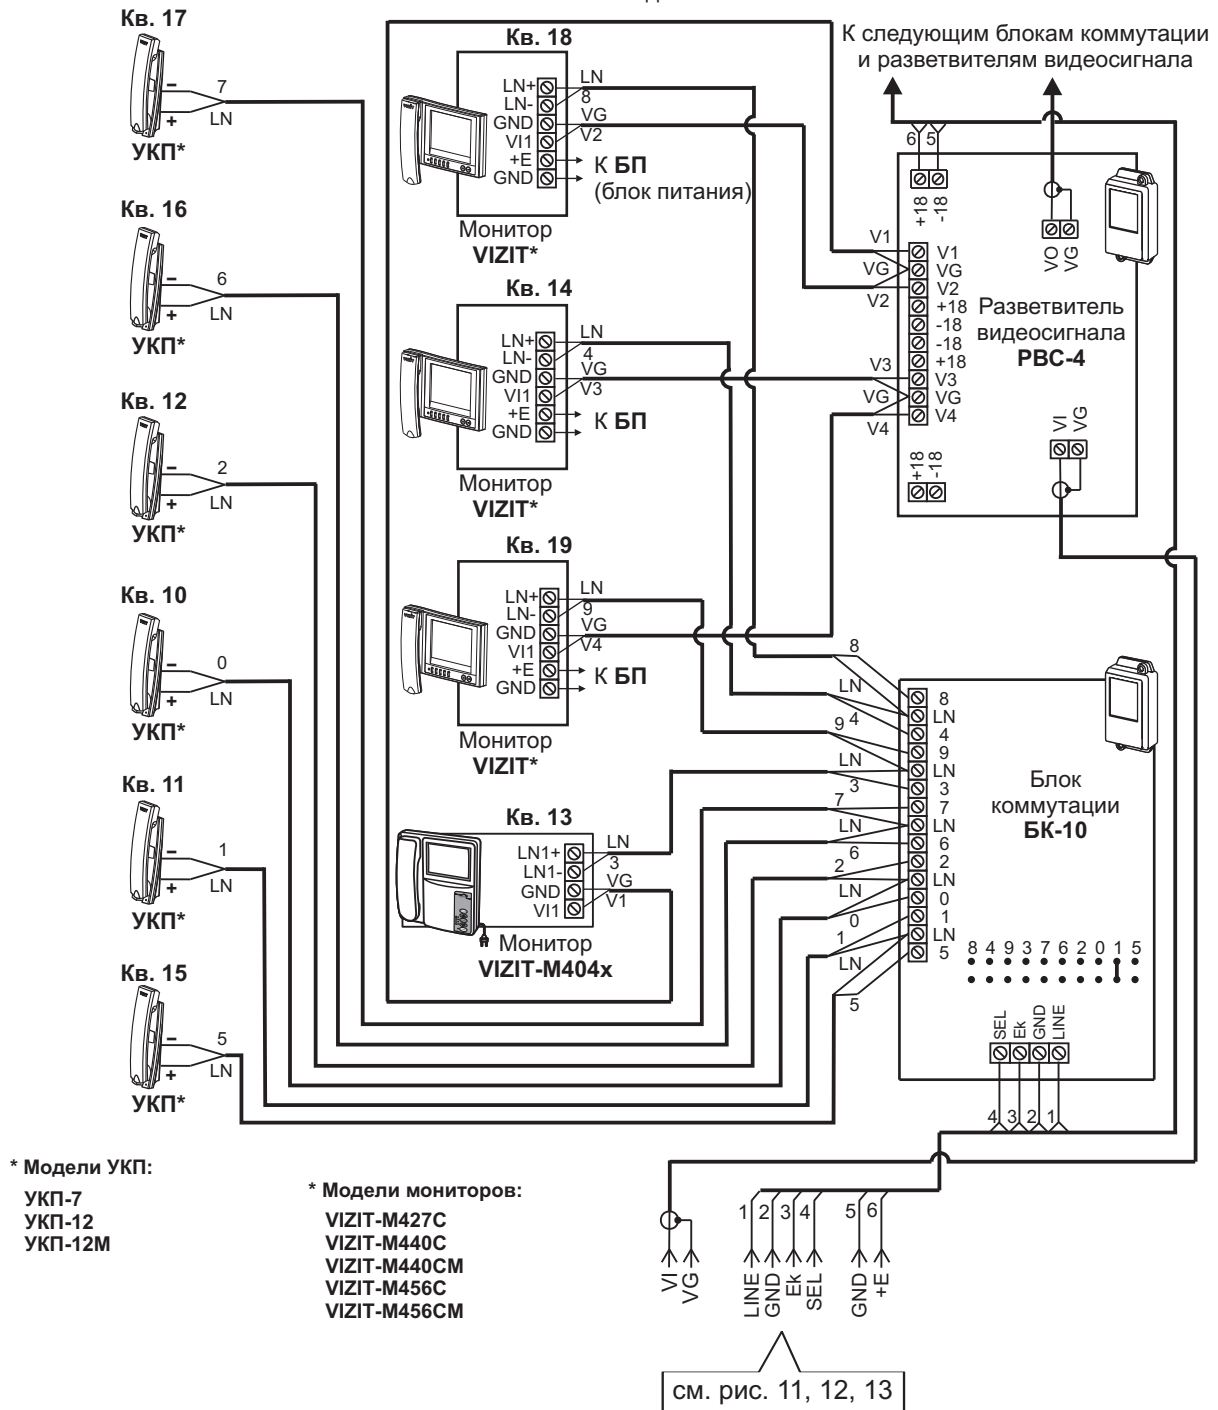 Кв. 17
−
+
7
LN
УКП*
Кв. 16
−
+
6
LN
УКП*
Кв. 12
−
+
2
LN
УКП*
Кв. 10
−
+
0
LN
УКП*
Кв. 11
−
+
1
LN
УКП*
Кв. 15
−
+
5
LN
УКП*
Кв. 18
LN+
LN-
GND
VI1
+E
GND
LN
8
VG
V2
К БП
(блок питания)
Монитор
VIZIT*
Кв. 14
LN+
LN-
GND
VI1
+E
GND
LN
4
VG
V3
К БП
Монитор
VIZIT*
Кв. 19
LN+
LN-
GND
VI1
+E
GND
LN
9
VG
V4
К БП
Монитор
VIZIT*
Кв. 13
LN1+
LN1-
GND
VI1
LN
3
VG
V1
Монитор
VIZIT-M404x
К следующим блокам коммутации
и разветвителям видеосигнала
6 5
+18 -18
VO VG
V1
VG
V2
V3
VG
V4
V1
VG
V2
+18
-18
-18
+18
V3
VG
V4
Разветвитель
видеосигнала
РВС-4
VI VG
+18 -18
8
LN
4
9
LN
3
7
LN
6
2
LN
0
1
LN
5
8
LN
4
9
LN
3
7
LN
6
2
LN
0
1
LN
5
Блок
коммутации
БК-10
8 4 9 3 7 6 2 0 1 5
SEL Ek GND LINE
4 3 2 1
1 2 3 4 5 6
VI VG
LINE GND Ek SEL GND +E
см. рис. 11, 12, 13
* Модели УКП:
УКП-7
УКП-12
УКП-12М
* Модели мониторов:
VIZIT-M427C
VIZIT-M440C
VIZIT-M440CM
VIZIT-M456C
VIZIT-M456CM